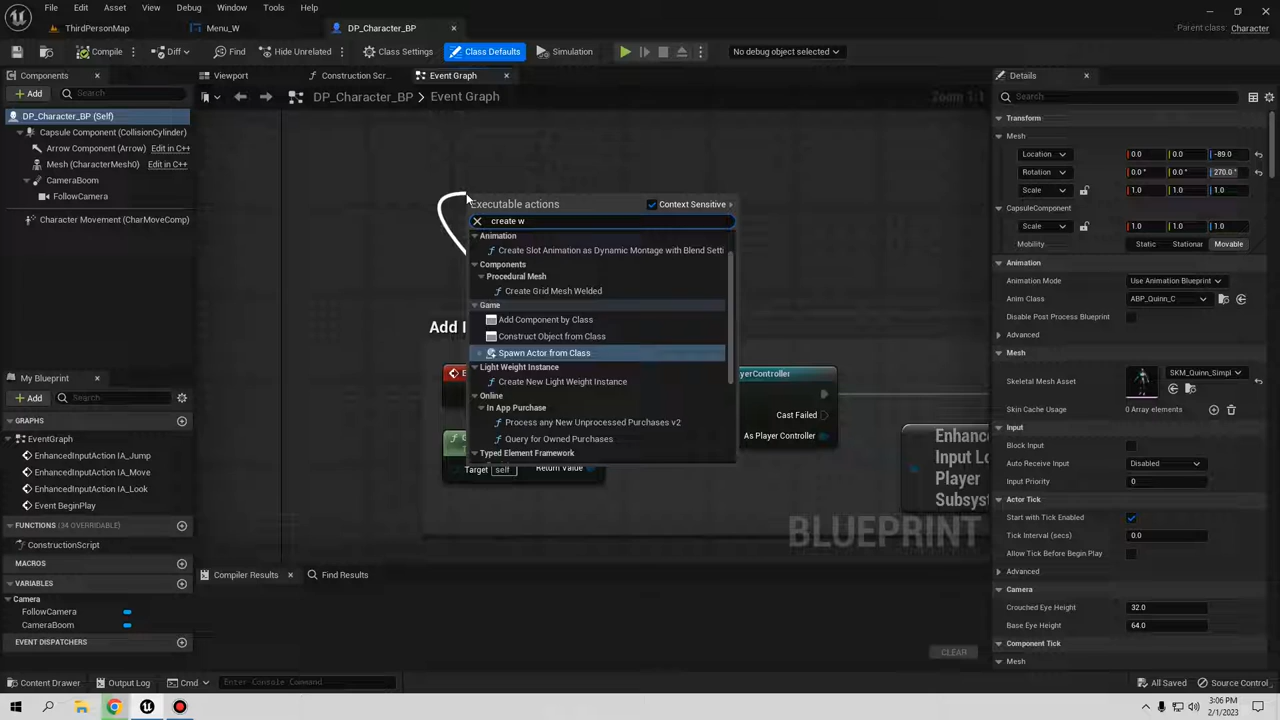 File Edit Asset View Debug Window Tools Help
ThirdPersonMap Menu_W DP_Character_BP Parent class: Character
Compile Diff Find Hide Unrelated Class Settings Class Defaults Simulation No debug object selected
Components Viewport Construction Scr... Event Graph Details
Add Search DP_Character_BP > Event Graph Zoom 1:1 Search
DP_Character_BP (Self)
Capsule Component (CollisionCylinder)
Arrow Component (Arrow) Edit in C++
Mesh (CharacterMesh0) Edit in C++
CameraBoom
FollowCamera
Character Movement (CharMoveComp)
Executable actions Context Sensitive
create w
Animation
Create Slot Animation as Dynamic Montage with Blend Setti
Components
Procedural Mesh
Create Grid Mesh Welded
Game
Add Component by Class
Construct Object from Class
Spawn Actor from Class
Light Weight Instance
Create New Light Weight Instance
Online
In App Purchase
Process any New Unprocessed Purchases v2
Query for Owned Purchases
Typed Element Framework
Add
ayerController
Cast Failed
As Player Controller
Target self Return Value
Enhance
Input Lo
Player
Subsyst
BLUEPRINT
My Blueprint
Add Search
GRAPHS
EventGraph
EnhancedInputAction IA_Jump
EnhancedInputAction IA_Move
EnhancedInputAction IA_Look
Event BeginPlay
FUNCTIONS (34 OVERRIDABLE)
ConstructionScript
MACROS
VARIABLES
Camera
FollowCamera
CameraBoom
EVENT DISPATCHERS
Compiler Results Find Results
CLEAR
Transform
Mesh
Location 0.0 0.0 -89.0
Rotation 0.0 ° 0.0 ° 270.0 °
Scale 1.0 1.0 1.0
CapsuleComponent
Scale 1.0 1.0 1.0
Mobility Static Stationar Movable
Animation
Animation Mode Use Animation Blueprint
Anim Class ABP_Quinn_C
Disable Post Process Blueprint
Advanced
Mesh
Skeletal Mesh Asset SKM_Quinn_Simpl
Skin Cache Usage 0 Array elements
Input
Block Input
Auto Receive Input Disabled
Input Priority 0
Actor Tick
Start with Tick Enabled
Tick Interval (secs) 0.0
Allow Tick Before Begin Play
Advanced
Camera
Crouched Eye Height 32.0
Base Eye Height 64.0
Component Tick
Mesh
Content Drawer Output Log Cmd Enter Console Command All Saved Source Control
3:06 PM
2/1/2023